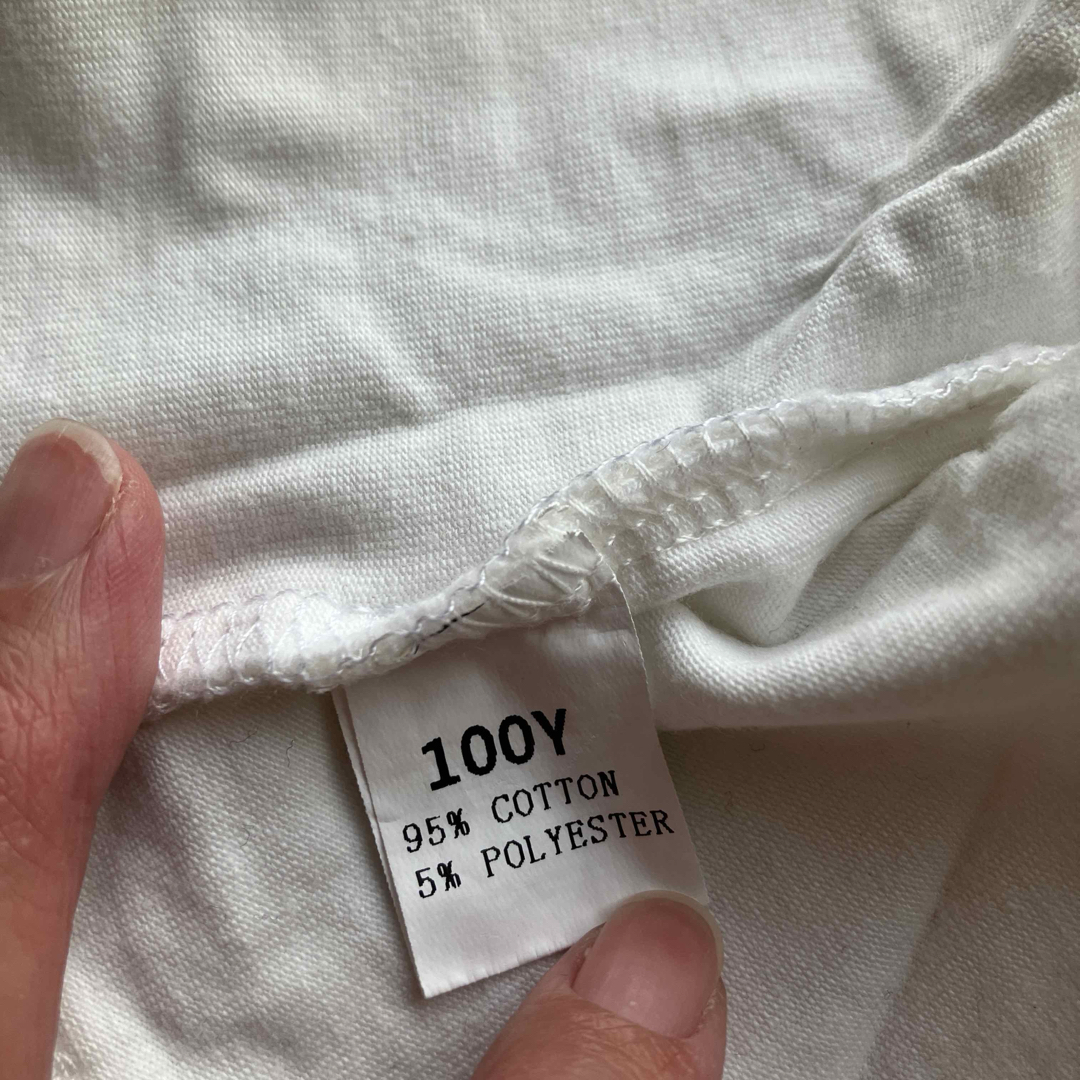 100Y
95% COTTON
5% POLYESTER